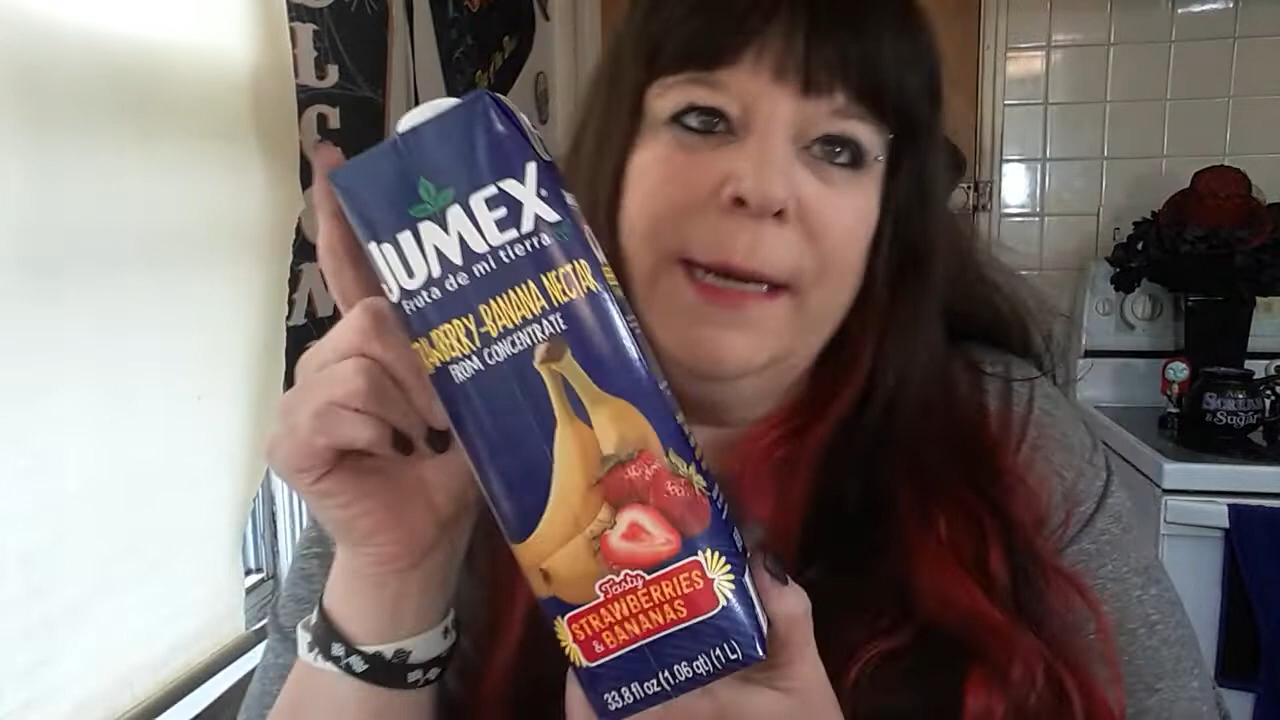 JUMEX
Fruta de mi tierra
STRAWBERRY-BANANA NECTAR
FROM CONCENTRATE
Tasty
STRAWBERRIES
& BANANAS
33.8 fl oz (1.06 qt) (1 L)
SCREAM
& Sugar